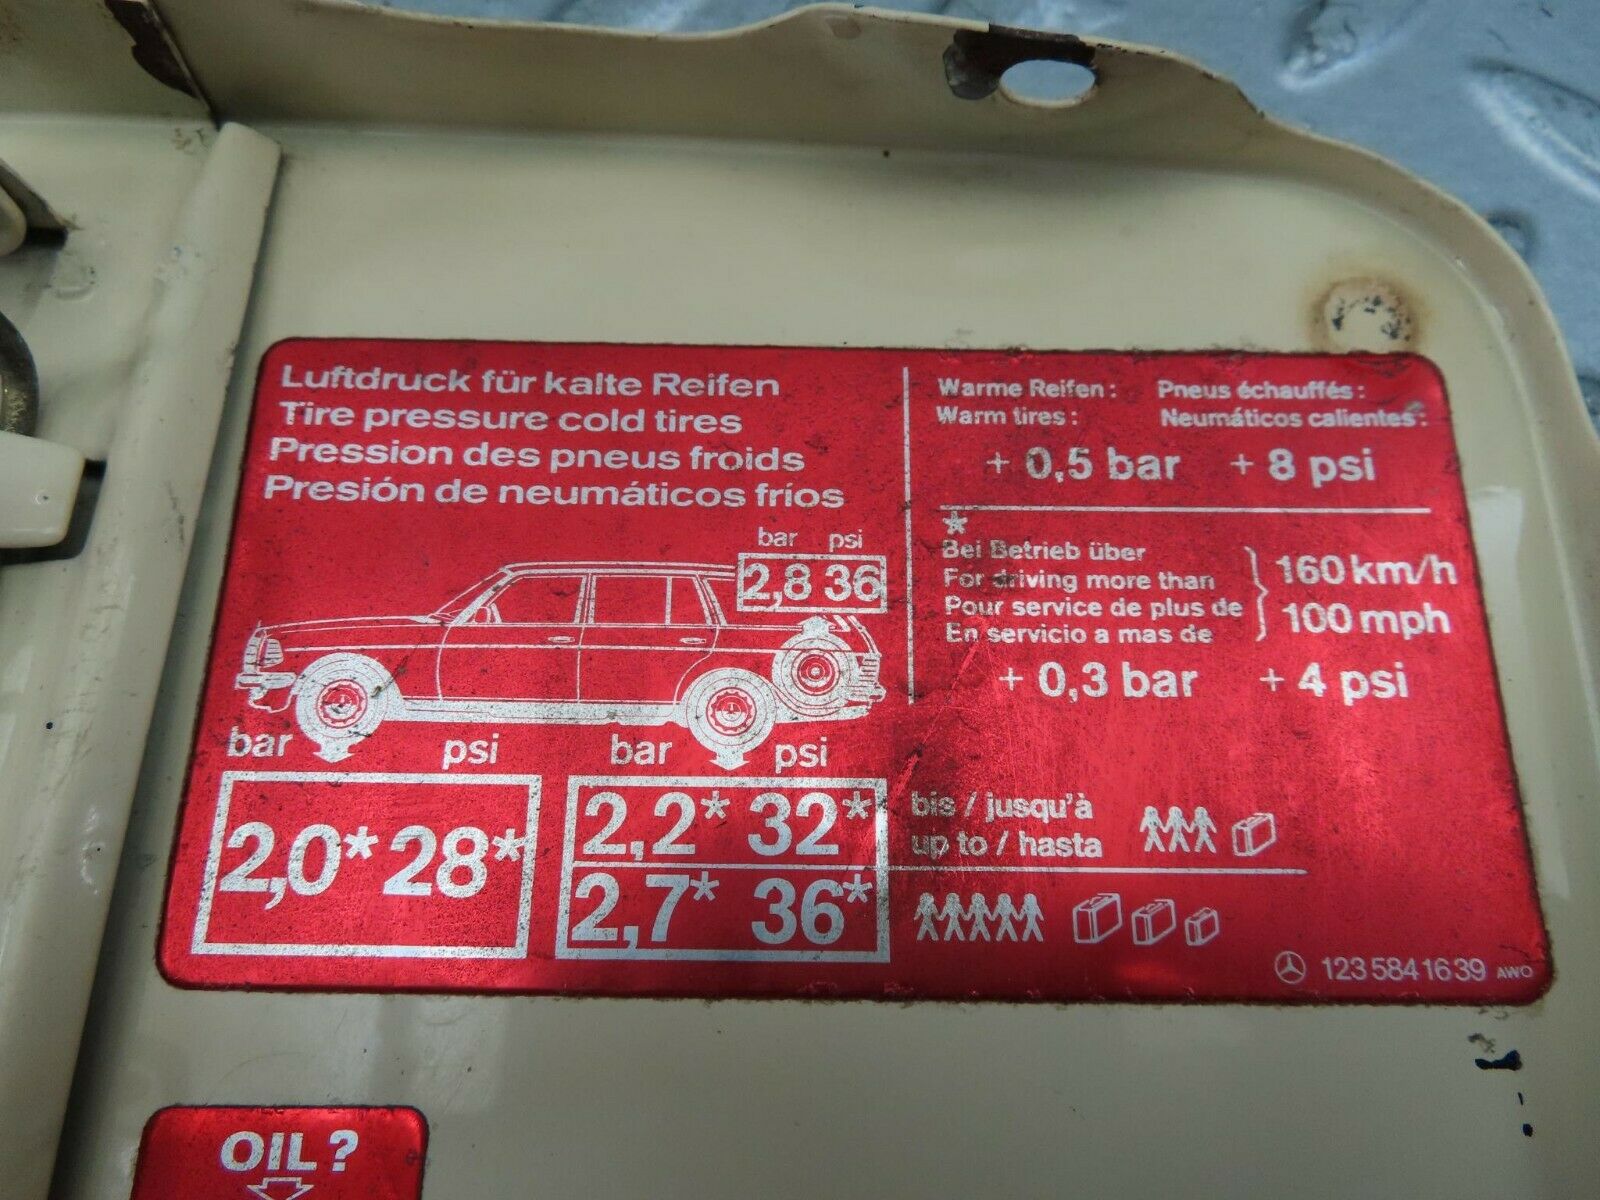 Luftdruck für kalte Reifen
Tire pressure cold tires
Pression des pneus froids
Presión de neumáticos fríos
bar psi
2,8 36
bar psi
2,0* 28*
bar psi
2,2* 32*
2,7* 36*
Warme Reifen: Pneus échauffés:
Warm tires: Neumáticos calientes:
+ 0,5 bar + 8 psi
*
Bei Betrieb über
For driving more than
Pour service de plus de
En servicio a mas de
160 km/h
100 mph
+ 0,3 bar + 4 psi
bis / jusqu'à
up to / hasta
123 584 16 39 AWO
OIL?